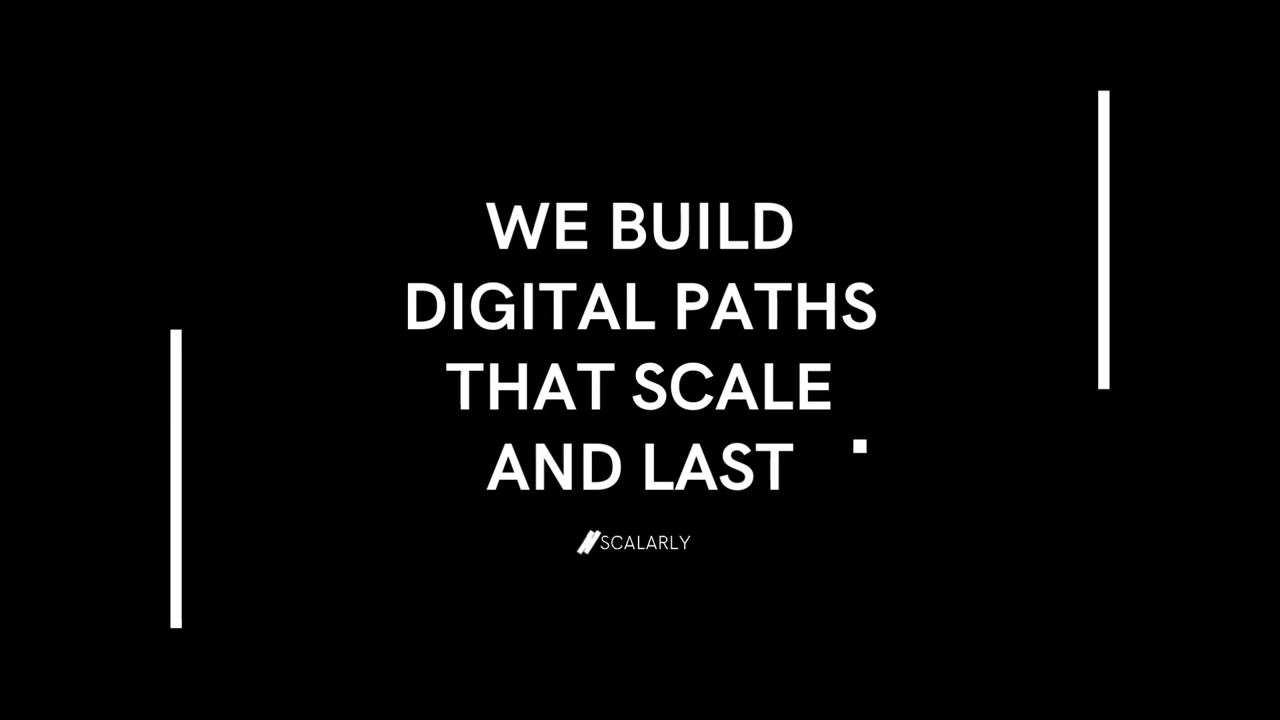 WE BUILD
DIGITAL PATHS
THAT SCALE
AND LAST
SCALARLY